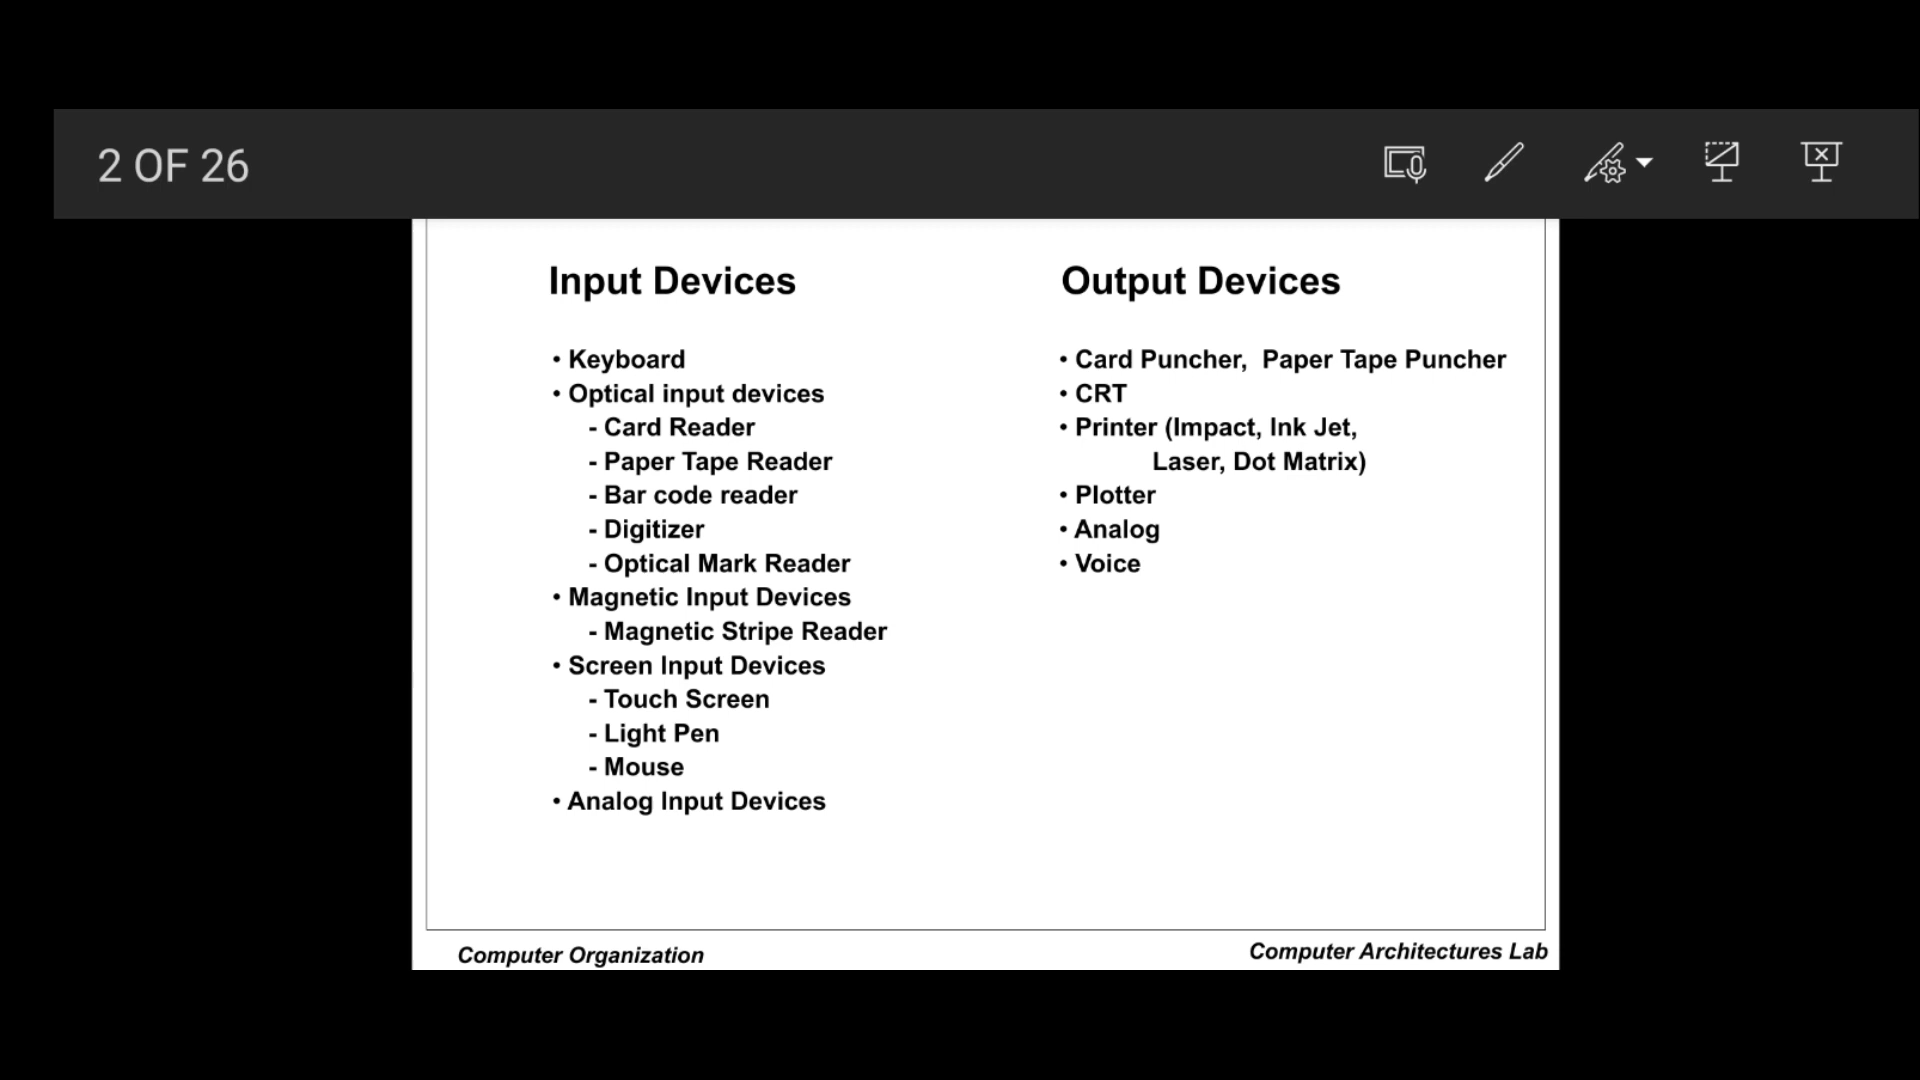 2 OF 26
Input Devices
• Keyboard
• Optical input devices
- Card Reader
- Paper Tape Reader
- Bar code reader
- Digitizer
- Optical Mark Reader
• Magnetic Input Devices
- Magnetic Stripe Reader
• Screen Input Devices
- Touch Screen
- Light Pen
- Mouse
• Analog Input Devices
Output Devices
• Card Puncher, Paper Tape Puncher
• CRT
• Printer (Impact, Ink Jet,
Laser, Dot Matrix)
• Plotter
• Analog
• Voice
Computer Organization
Computer Architectures Lab